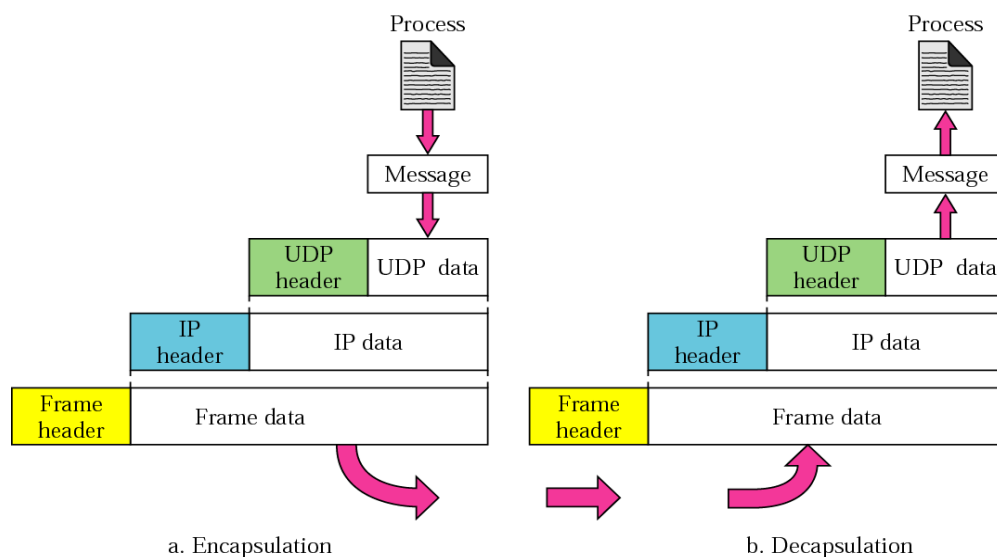 Process
Process
Message
Message
UDP
header
UDP data
UDP
header
UDP data
IP
header
IP data
IP
header
IP data
Frame
header
Frame data
Frame
header
Frame data
a. Encapsulation
b. Decapsulation